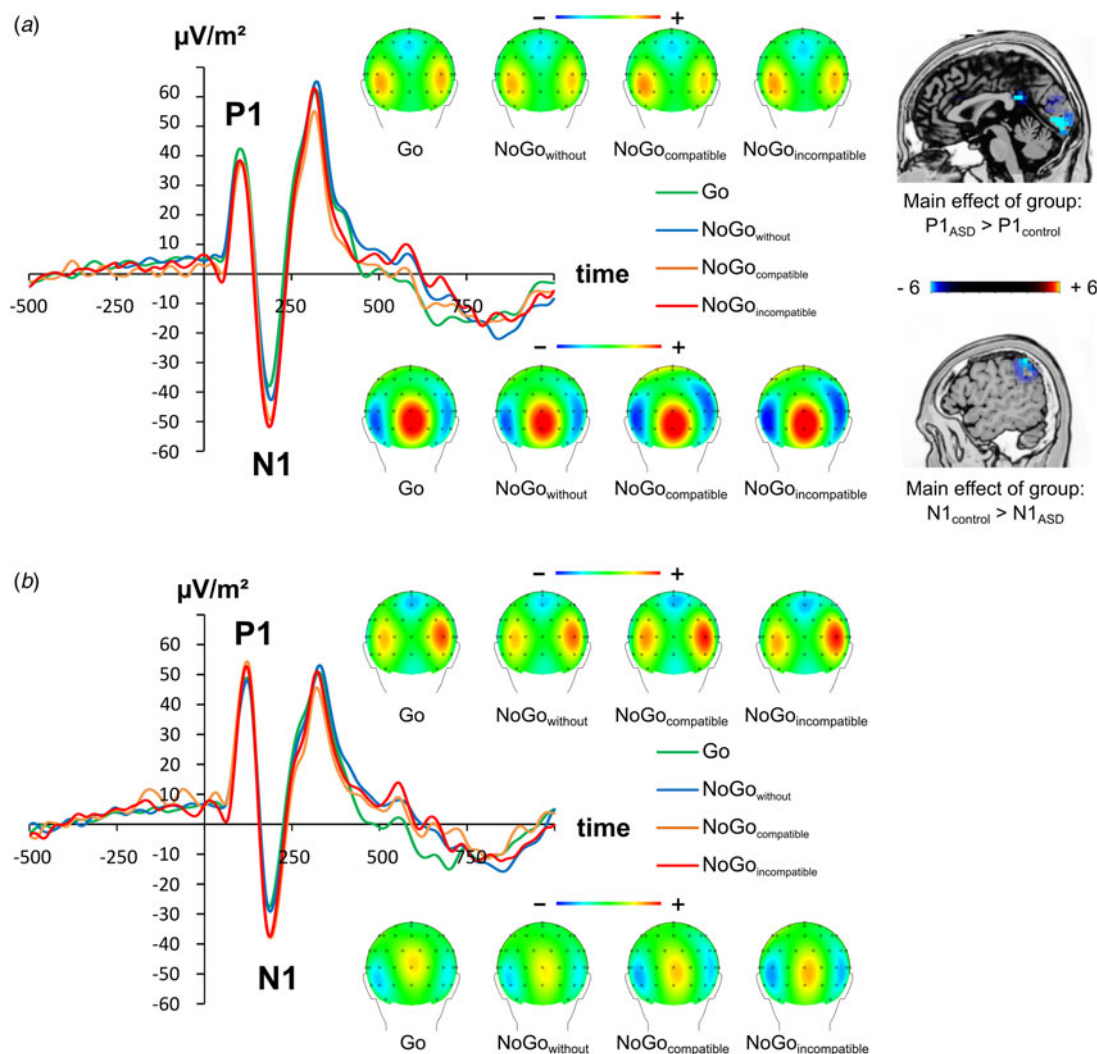 (a)
µV/m²
P1
N1
60
50
40
30
20
10
0
-10
-20
-30
-40
-50
-60
-500
-250
250
500
750
time
− +
Go NoGowithout NoGocompatible NoGoincompatible
Go
NoGowithout
NoGocompatible
NoGoincompatible
− +
Go NoGowithout NoGocompatible NoGoincompatible
Main effect of group:
P1ASD > P1control
- 6 + 6
Main effect of group:
N1control > N1ASD
(b)
µV/m²
P1
N1
60
50
40
30
20
10
0
-10
-20
-30
-40
-50
-60
-500
-250
250
500
750
time
− +
Go NoGowithout NoGocompatible NoGoincompatible
Go
NoGowithout
NoGocompatible
NoGoincompatible
− +
Go NoGowithout NoGocompatible NoGoincompatible